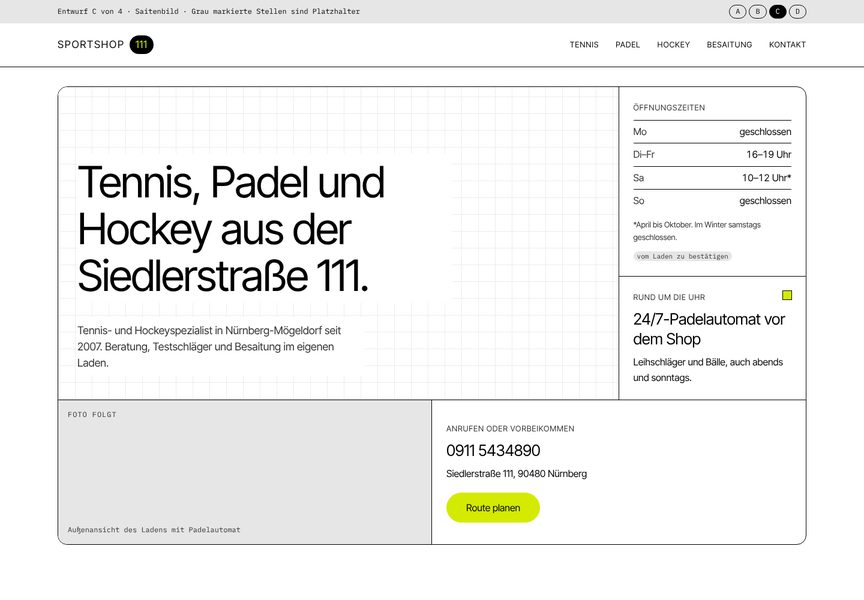 Entwurf C von 4 · Saitenbild · Grau markierte Stellen sind Platzhalter
A B C D
SPORTSHOP 111
TENNIS PADEL HOCKEY BESAITUNG KONTAKT
Tennis, Padel und
Hockey aus der
Siedlerstraße 111.
Tennis- und Hockeyspezialist in Nürnberg-Mögeldorf seit
2007. Beratung, Testschläger und Besaitung im eigenen
Laden.
ÖFFNUNGSZEITEN
Mo geschlossen
Di–Fr 16–19 Uhr
Sa 10–12 Uhr*
So geschlossen
*April bis Oktober. Im Winter samstags
geschlossen.
vom Laden zu bestätigen
RUND UM DIE UHR
24/7-Padelautomat vor
dem Shop
Leihschläger und Bälle, auch abends
und sonntags.
FOTO FOLGT
Außenansicht des Ladens mit Padelautomat
ANRUFEN ODER VORBEIKOMMEN
0911 5434890
Siedlerstraße 111, 90480 Nürnberg
Route planen